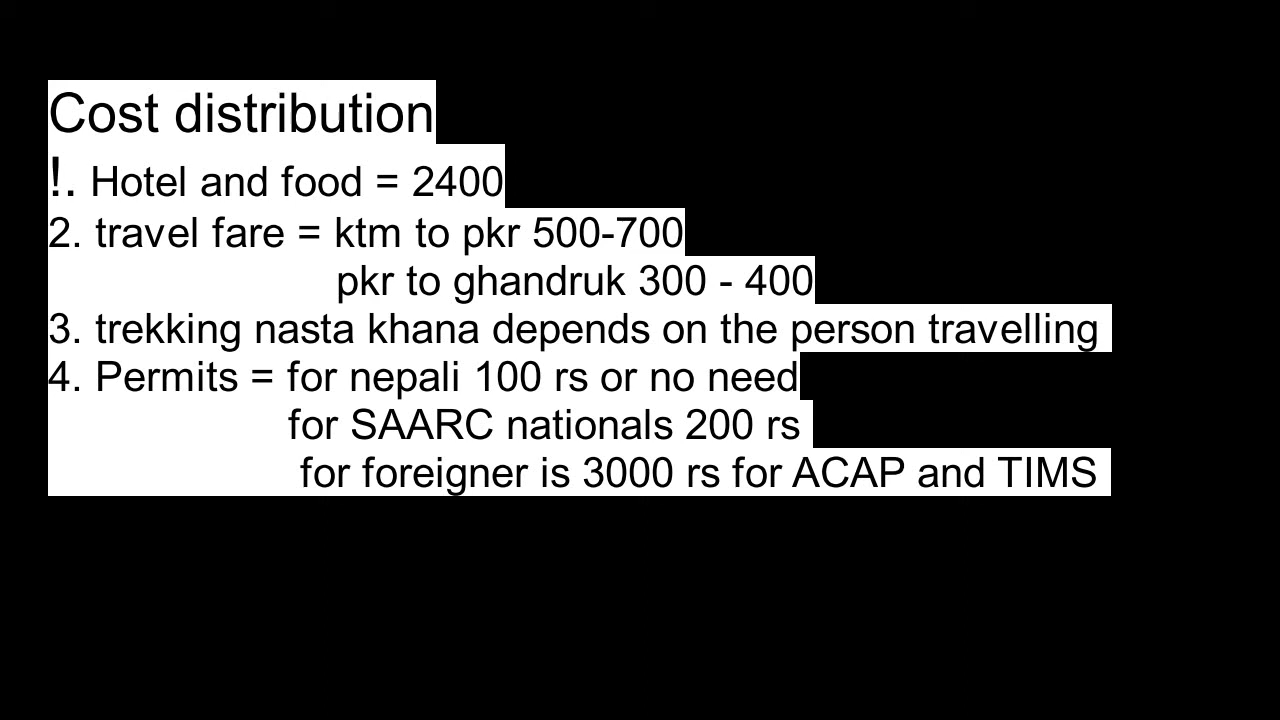 Cost distribution
!. Hotel and food = 2400
2. travel fare = ktm to pkr 500-700
pkr to ghandruk 300 - 400
3. trekking nasta khana depends on the person travelling
4. Permits = for nepali 100 rs or no need
for SAARC nationals 200 rs
for foreigner is 3000 rs for ACAP and TIMS